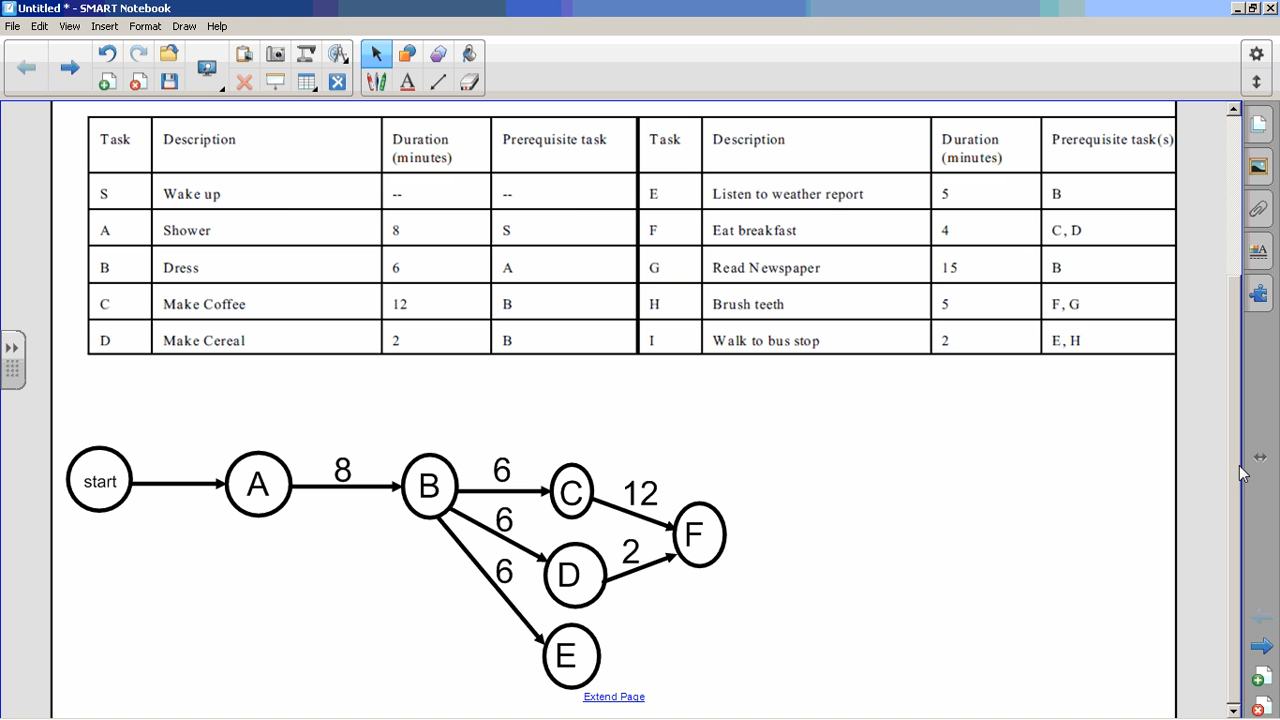 Untitled * - SMART Notebook
File Edit View Insert Format Draw Help
Task Description Duration (minutes) Prerequisite task Task Description Duration (minutes) Prerequisite task(s)
S Wake up -- -- E Listen to weather report 5 B
A Shower 8 S F Eat breakfast 4 C, D
B Dress 6 A G Read Newspaper 15 B
C Make Coffee 12 B H Brush teeth 5 F, G
D Make Cereal 2 B I Walk to bus stop 2 E, H
start A 8 B 6 C 12 F
6 D 2
6 E
Extend Page